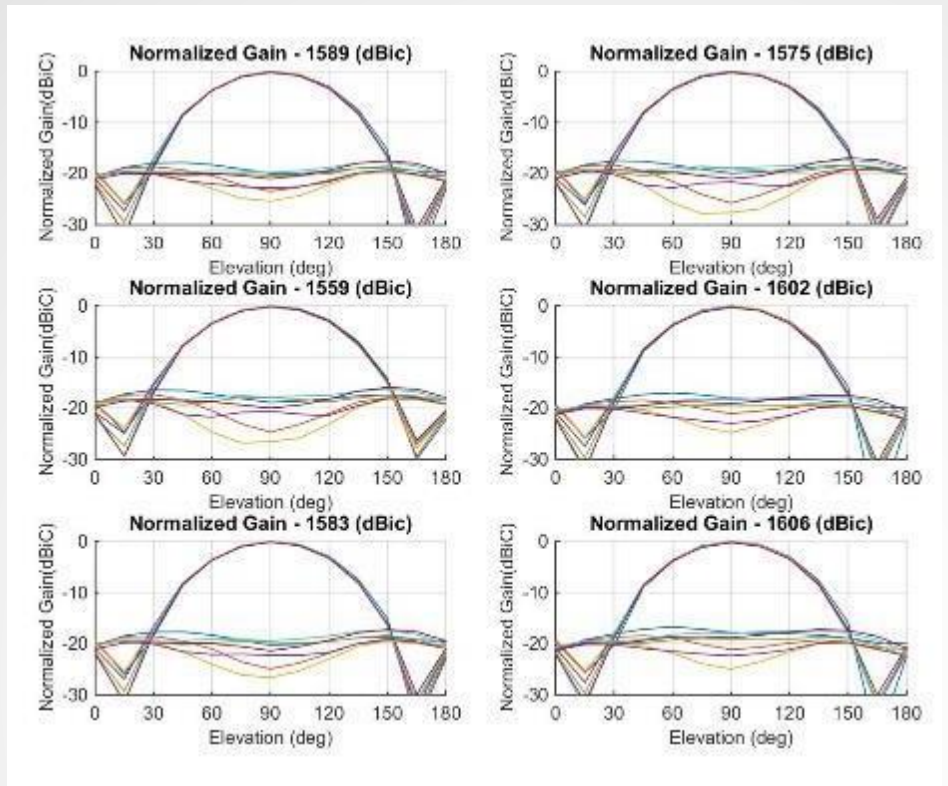 Normalized Gain - 1589 (dBic)
Normalized Gain(dBiC)
0
-10
-20
-30
0 30 60 90 120 150 180
Elevation (deg)
Normalized Gain - 1575 (dBic)
Normalized Gain(dBiC)
0
-10
-20
-30
0 30 60 90 120 150 180
Elevation (deg)
Normalized Gain - 1559 (dBic)
Normalized Gain(dBiC)
0
-10
-20
-30
0 30 60 90 120 150 180
Elevation (deg)
Normalized Gain - 1602 (dBic)
Normalized Gain(dBiC)
0
-10
-20
-30
0 30 60 90 120 150 180
Elevation (deg)
Normalized Gain - 1583 (dBic)
Normalized Gain(dBiC)
0
-10
-20
-30
0 30 60 90 120 150 180
Elevation (deg)
Normalized Gain - 1606 (dBic)
Normalized Gain(dBiC)
0
-10
-20
-30
0 30 60 90 120 150 180
Elevation (deg)